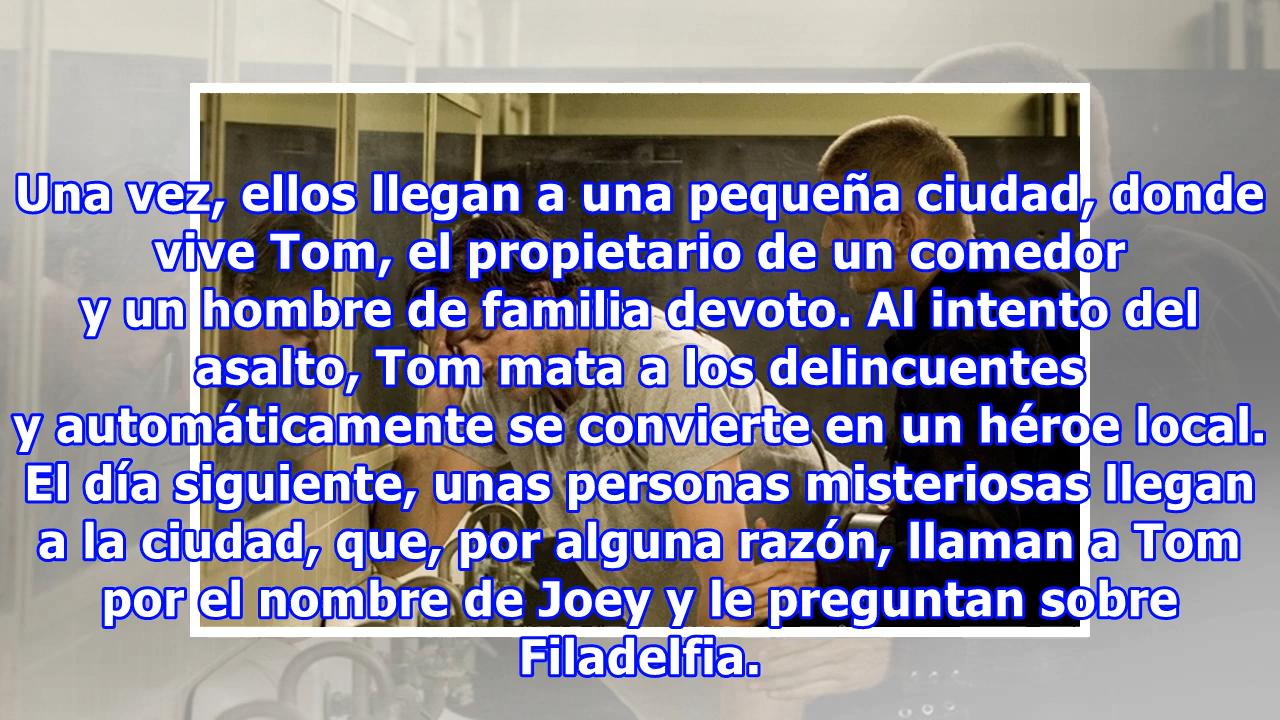 Una vez, ellos llegan a una pequeña ciudad, donde
vive Tom, el propietario de un comedor
y un hombre de familia devoto. Al intento del
asalto, Tom mata a los delincuentes
y automáticamente se convierte en un héroe local.
El día siguiente, unas personas misteriosas llegan
a la ciudad, que, por alguna razón, llaman a Tom
por el nombre de Joey y le preguntan sobre
Filadelfia.